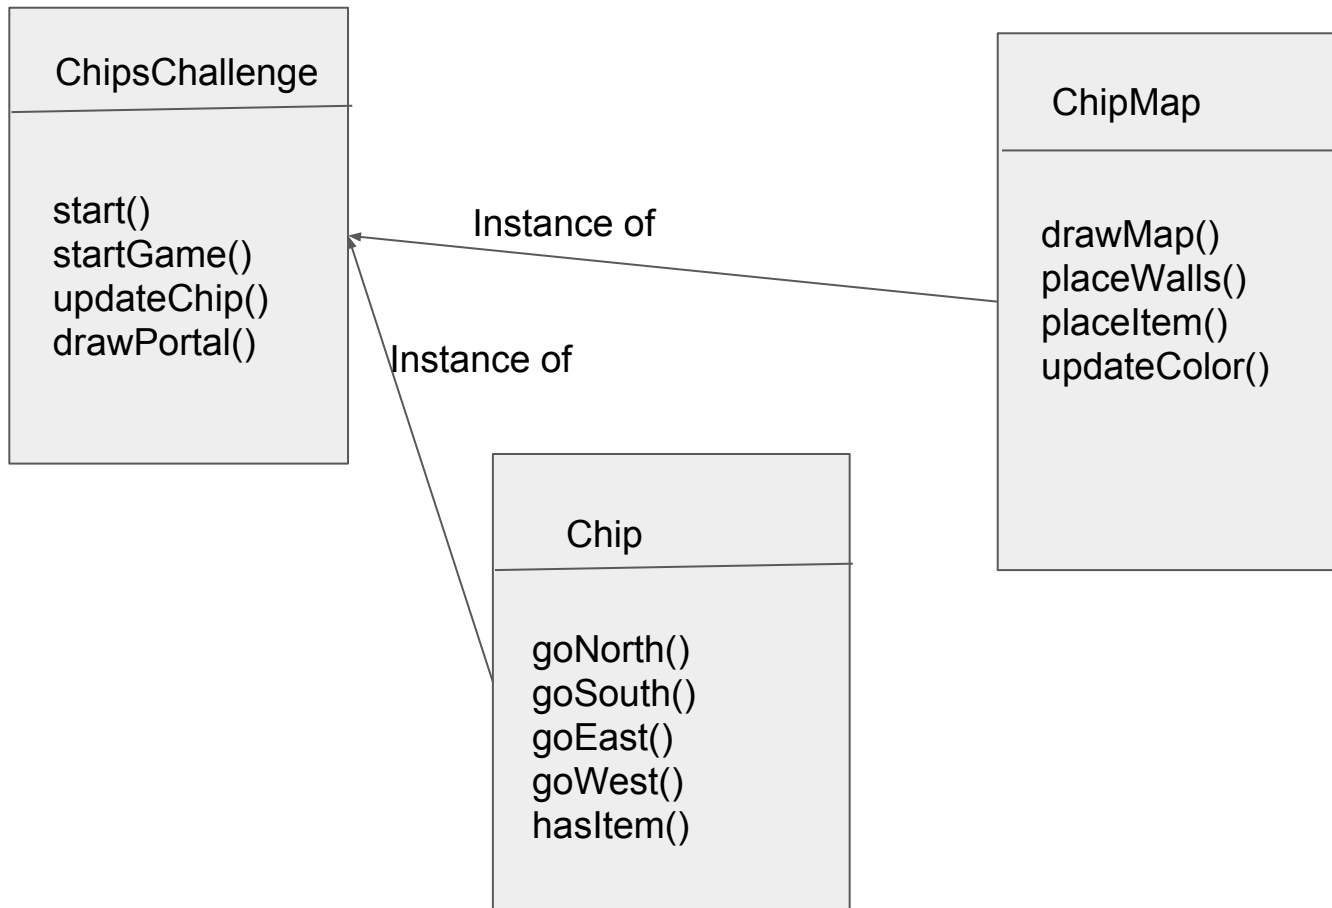 ChipsChallenge
start()
startGame()
updateChip()
drawPortal()
Instance of
Instance of
ChipMap
drawMap()
placeWalls()
placeItem()
updateColor()
Chip
goNorth()
goSouth()
goEast()
goWest()
hasItem()